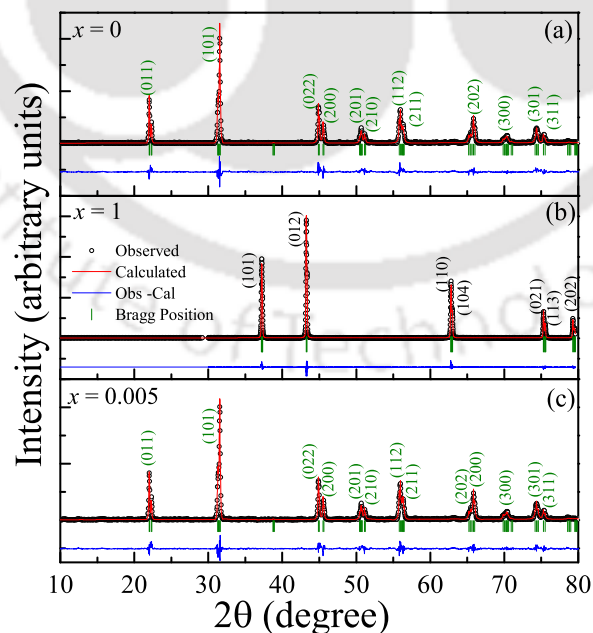 x = 0
(a)
(011)
(101)
(022)
(200)
(201)
(210)
(112)
(211)
(202)
(300)
(301)
(311)
x = 1
(b)
Observed
Calculated
Obs -Cal
Bragg Position
(101)
(012)
(110)
(104)
(021)
(113)
(202)
x = 0.005
(c)
(011)
(101)
(022)
(200)
(201)
(210)
(112)
(211)
(202)
(200)
(300)
(301)
(311)
Intensity (arbitrary units)
10 20 30 40 50 60 70 80
2θ (degree)
of Technolo